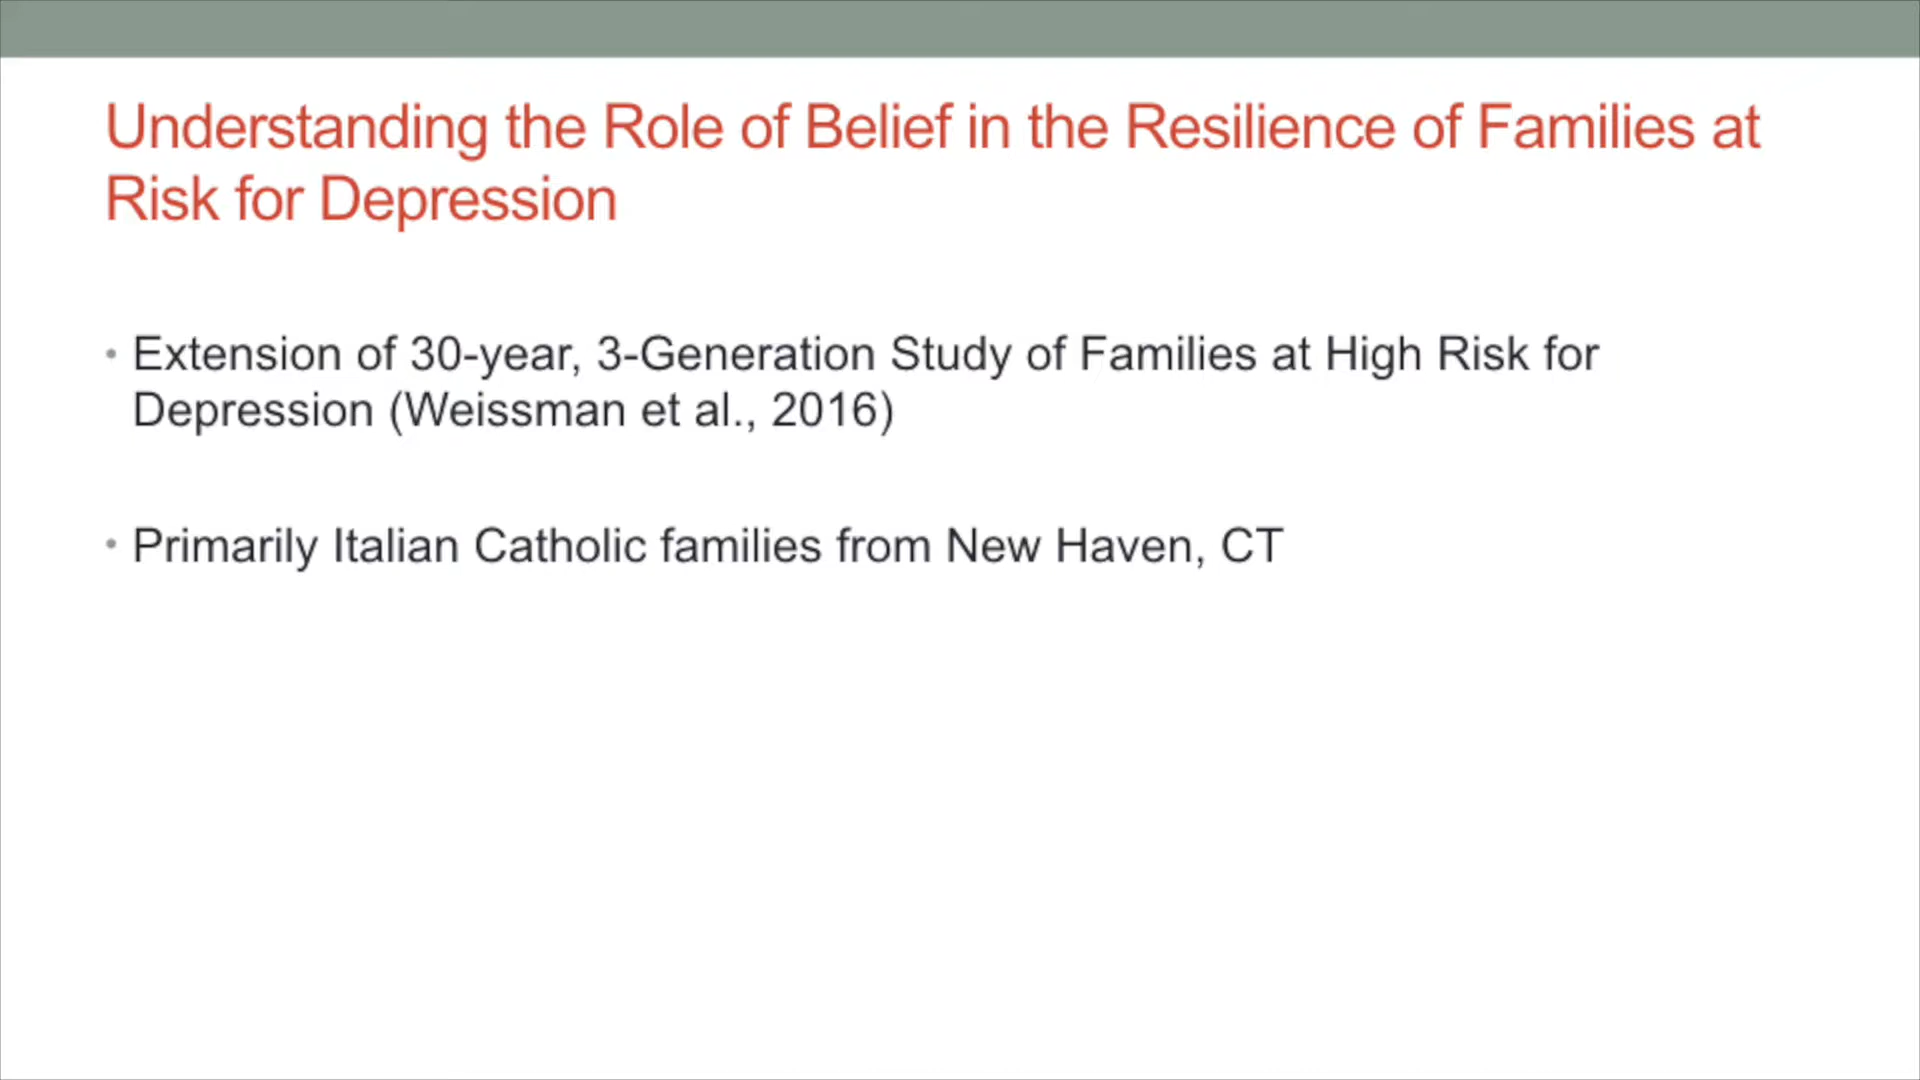 Understanding the Role of Belief in the Resilience of Families at
Risk for Depression
• Extension of 30-year, 3-Generation Study of Families at High Risk for
Depression (Weissman et al., 2016)
• Primarily Italian Catholic families from New Haven, CT